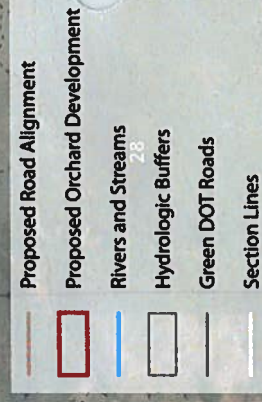 Proposed Road Alignment
Proposed Orchard Development
Rivers and Streams
28
Hydrologic Buffers
Green DOT Roads
Section Lines